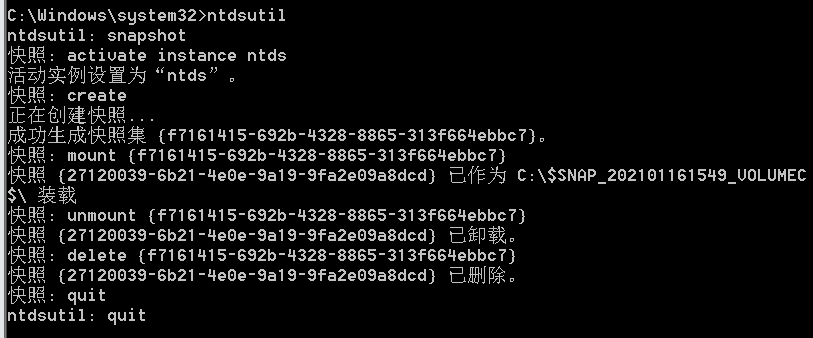 C:\Windows\system32>ntdsutil
ntdsutil: snapshot
快照: activate instance ntds
活动实例设置为“ntds”。
快照: create
正在创建快照...
成功生成快照集 {f7161415-692b-4328-8865-313f664ebbc7}。
快照: mount {f7161415-692b-4328-8865-313f664ebbc7}
快照 {27120039-6b21-4e0e-9a19-9fa2e09a8dcd} 已作为 C:\$SNAP_202101161549_VOLUMEC
$\ 装载
快照: unmount {f7161415-692b-4328-8865-313f664ebbc7}
快照 {27120039-6b21-4e0e-9a19-9fa2e09a8dcd} 已卸载。
快照: delete {f7161415-692b-4328-8865-313f664ebbc7}
快照 {27120039-6b21-4e0e-9a19-9fa2e09a8dcd} 已删除。
快照: quit
ntdsutil: quit